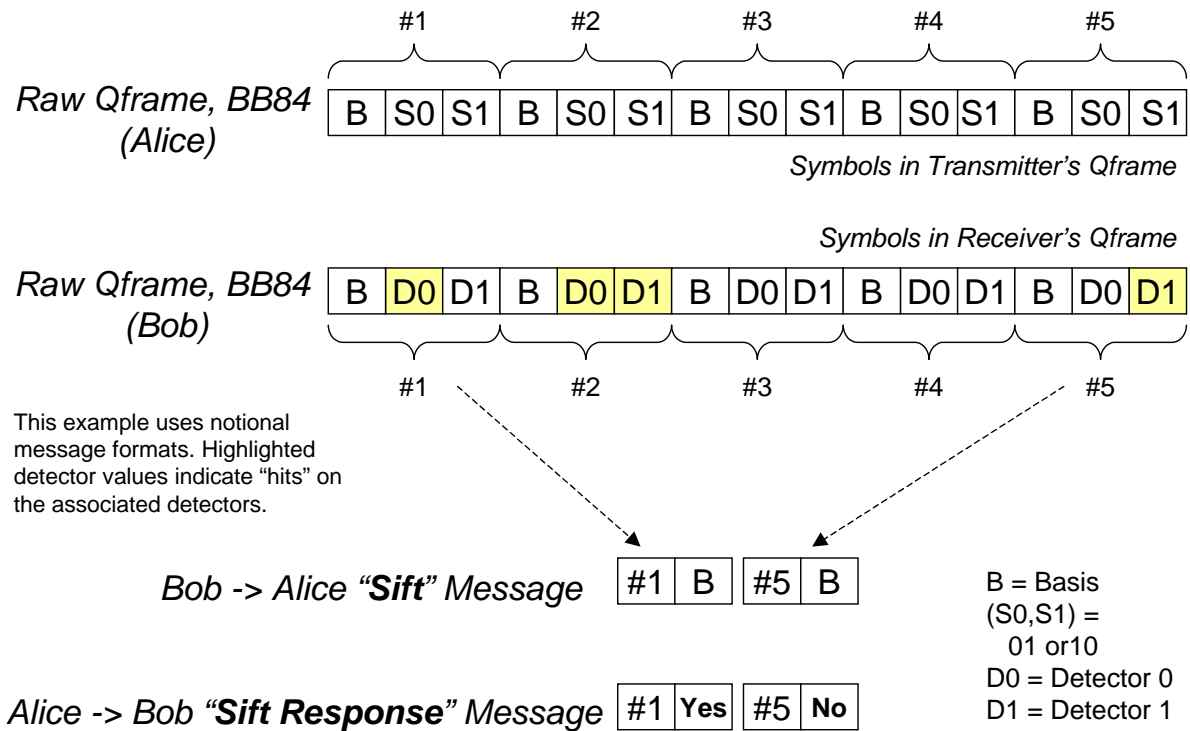 #1 #2 #3 #4 #5
Raw Qframe, BB84
(Alice)
B S0 S1 B S0 S1 B S0 S1 B S0 S1 B S0 S1
Symbols in Transmitter's Qframe
Symbols in Receiver's Qframe
Raw Qframe, BB84
(Bob)
B D0 D1 B D0 D1 B D0 D1 B D0 D1 B D0 D1
#1 #2 #3 #4 #5
This example uses notional
message formats. Highlighted
detector values indicate “hits” on
the associated detectors.
Bob -> Alice “Sift” Message #1 B #5 B
Alice -> Bob “Sift Response” Message #1 Yes #5 No
B = Basis
(S0,S1) =
01 or10
D0 = Detector 0
D1 = Detector 1